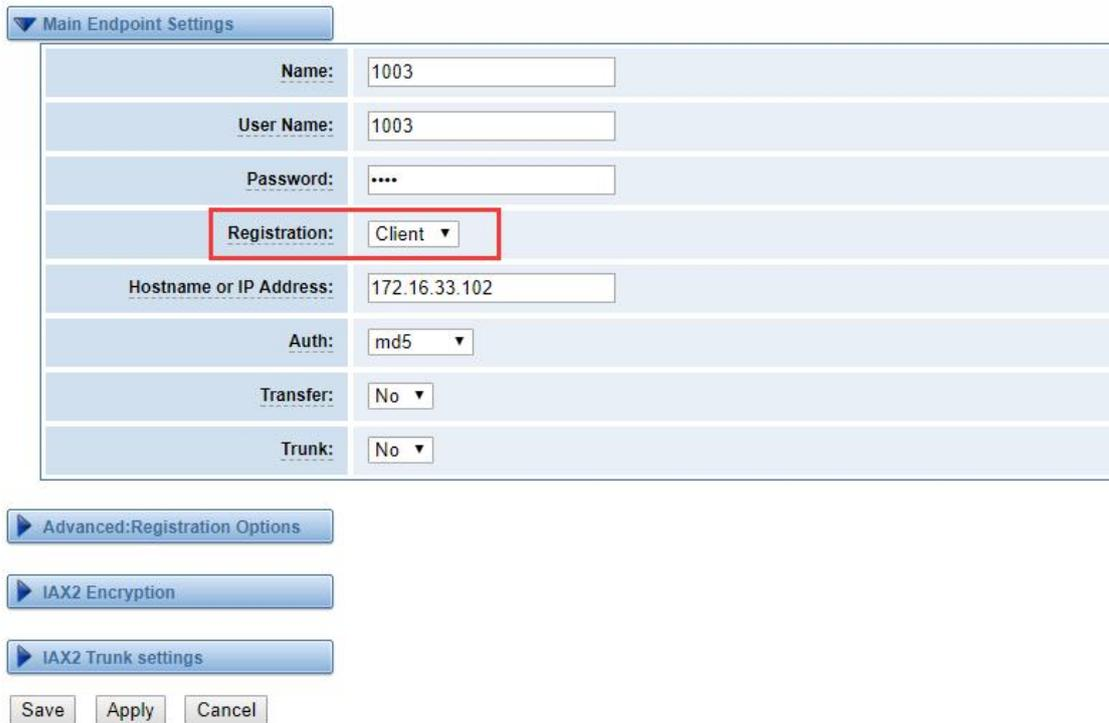 Main Endpoint Settings
Name: 1003
User Name: 1003
Password: ••••
Registration: Client
Hostname or IP Address: 172.16.33.102
Auth: md5
Transfer: No
Trunk: No
Advanced:Registration Options
IAX2 Encryption
IAX2 Trunk settings
Save Apply Cancel